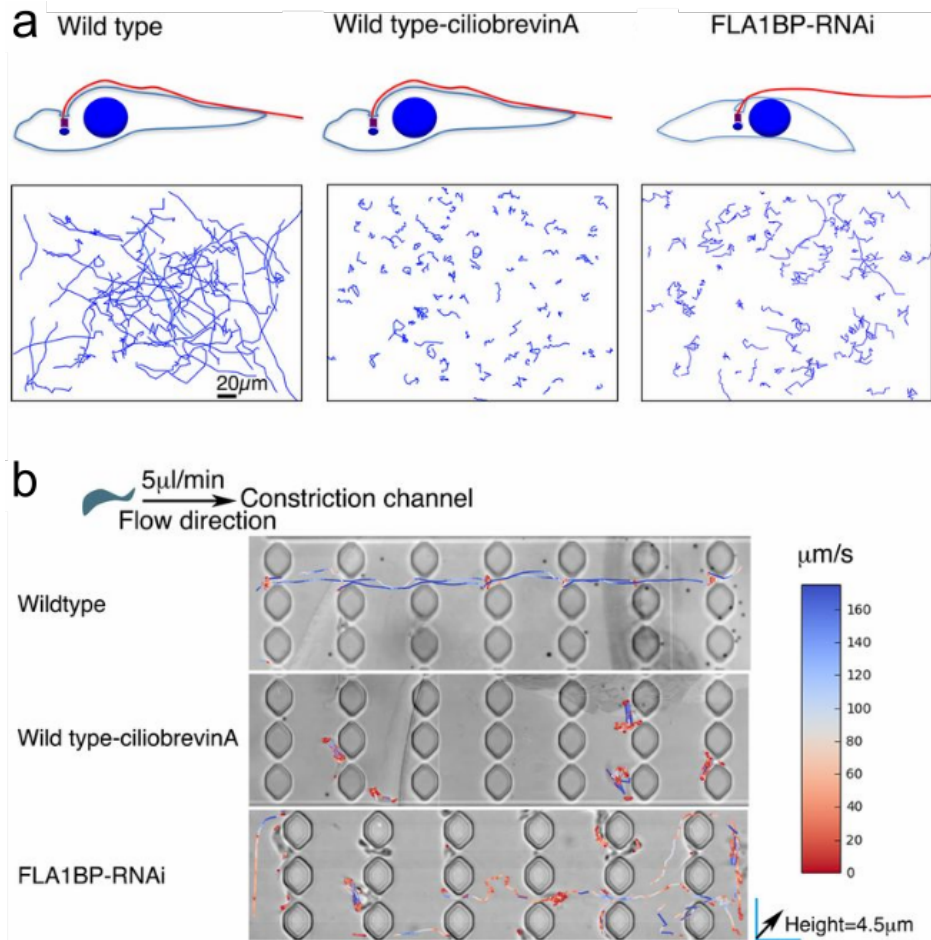 a
Wild type
Wild type-ciliobrevinA
FLA1BP-RNAi
20µm
b
5µl/min
Constriction channel
Flow direction
µm/s
Wildtype
160
140
120
100
80
60
40
20
0
Wild type-ciliobrevinA
FLA1BP-RNAi
Height=4.5µm